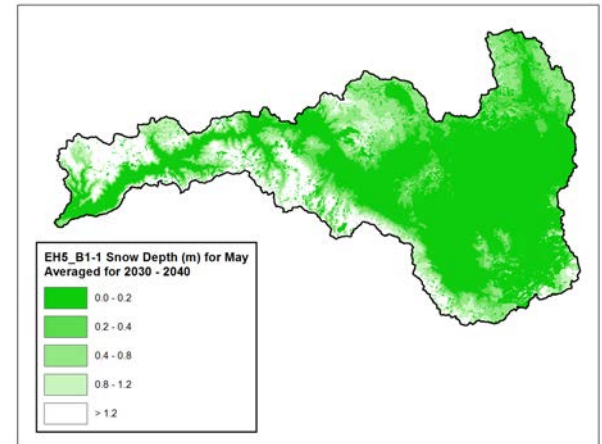 EH5_B1-1 Snow Depth (m) for May
Averaged for 2030 - 2040
0.0 - 0.2
0.2 - 0.4
0.4 - 0.8
0.8 - 1.2
> 1.2